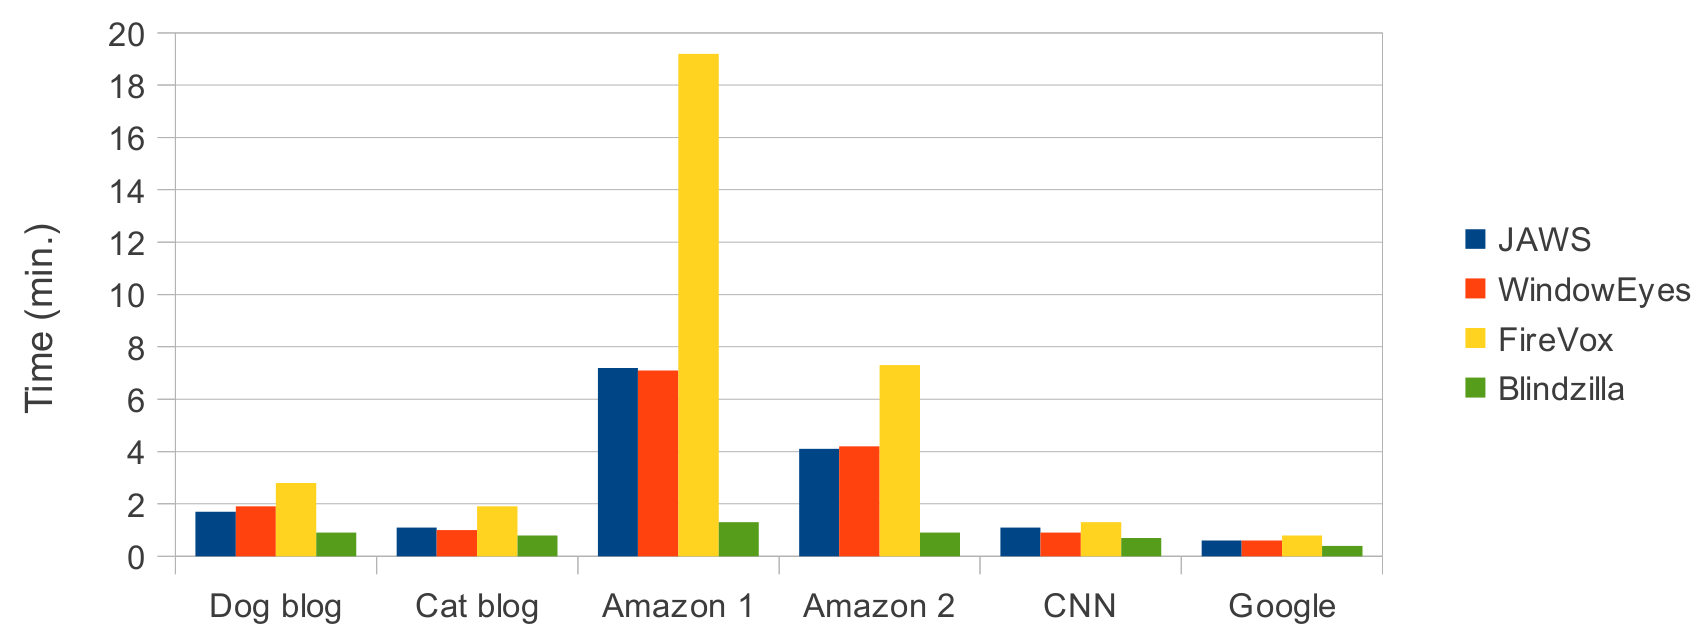 20
18
16
14
12
10
8
6
4
2
0
Time (min.)
Dog blog
Cat blog
Amazon 1
Amazon 2
CNN
Google
JAWS
WindowEyes
FireVox
Blindzilla